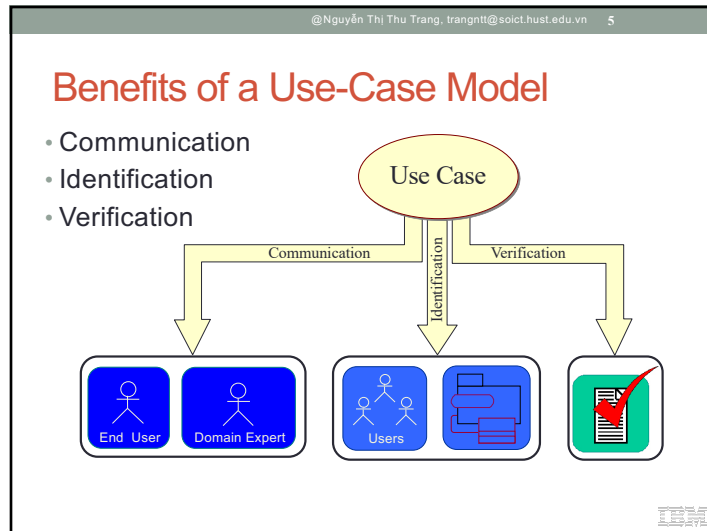 @Nguyễn Thị Thu Trang, trangntt@soict.hust.edu.vn 5
Benefits of a Use-Case Model
• Communication
• Identification
• Verification
Use Case
Communication
Identification
Verification
End User
Domain Expert
Users
IBM